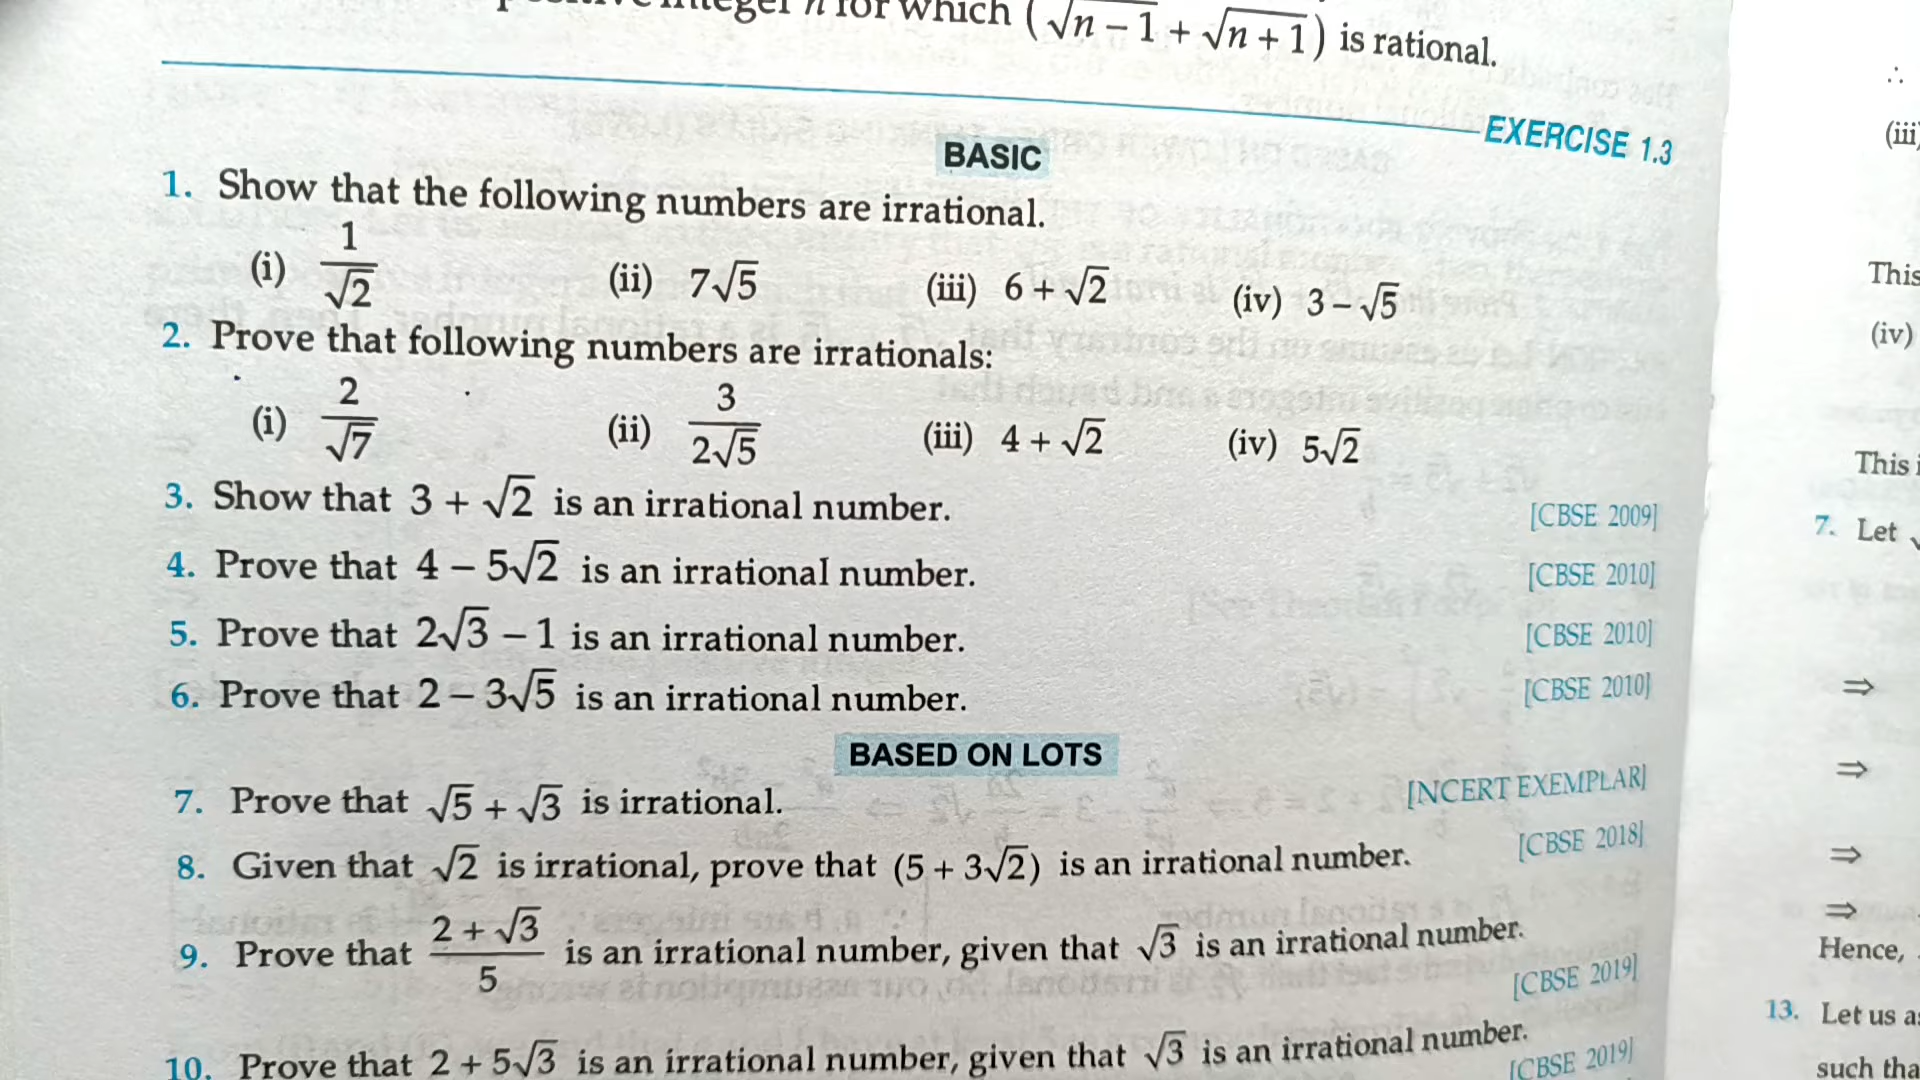 positive integer n for which (√n – 1 + √n + 1) is rational.
EXERCISE 1.3
BASIC
1. Show that the following numbers are irrational.
(i) 1/√2 (ii) 7√5 (iii) 6 + √2 (iv) 3 – √5
2. Prove that following numbers are irrationals:
(i) 2/√7 (ii) 3/2√5 (iii) 4 + √2 (iv) 5√2
3. Show that 3 + √2 is an irrational number. [CBSE 2009]
4. Prove that 4 – 5√2 is an irrational number. [CBSE 2010]
5. Prove that 2√3 – 1 is an irrational number. [CBSE 2010]
6. Prove that 2 – 3√5 is an irrational number. [CBSE 2010]
BASED ON LOTS
7. Prove that √5 + √3 is irrational. [NCERT EXEMPLAR]
8. Given that √2 is irrational, prove that (5 + 3√2) is an irrational number. [CBSE 2018]
9. Prove that (2 + √3)/5 is an irrational number, given that √3 is an irrational number.
[CBSE 2019]
10. Prove that 2 + 5√3 is an irrational number, given that √3 is an irrational number.
[CBSE 2019]
∴
(iii)
This
(iv)
This
7. Let
⇒
⇒
⇒
⇒
Hence,
13. Let us
such